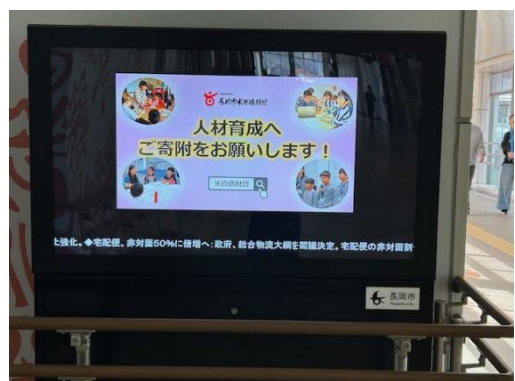 長岡市米百俵財団
人材育成へ
ご寄附をお願いします！
米百俵財団
と強化。◆宅配便、非対面50%に倍増へ:政府、総合物流大綱を閣議決定。宅配便の非対面割
長岡市
Nagaoka City